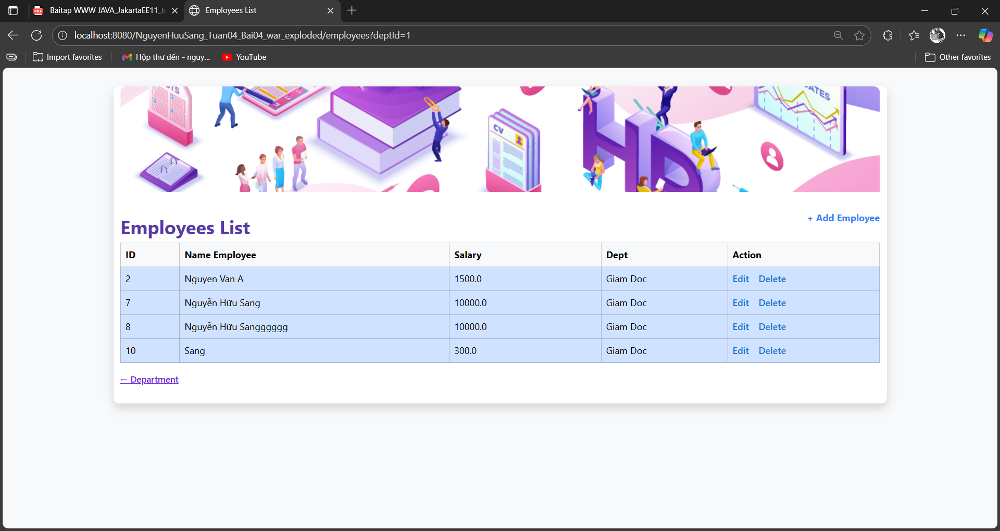 Baitap WWW JAVA_JakartaEE11_t
Employees List
localhost:8080/NguyenHuuSang_Tuan04_Bai04_war_exploded/employees?deptId=1
Import favorites
Hộp thư đến - nguy...
YouTube
Other favorites
CV
HD
Employees List
+ Add Employee
ID Name Employee Salary Dept Action
2 Nguyen Van A 1500.0 Giam Doc Edit Delete
7 Nguyễn Hữu Sang 10000.0 Giam Doc Edit Delete
8 Nguyễn Hữu Sangggggg 10000.0 Giam Doc Edit Delete
10 Sang 300.0 Giam Doc Edit Delete
← Department